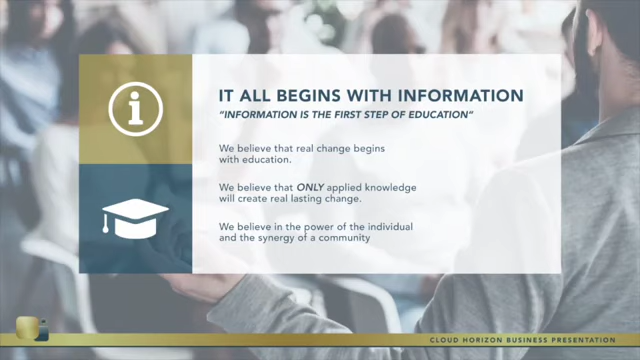 IT ALL BEGINS WITH INFORMATION
"INFORMATION IS THE FIRST STEP OF EDUCATION"
We believe that real change begins
with education.
We believe that ONLY applied knowledge
will create real lasting change.
We believe in the power of the individual
and the synergy of a community
CLOUD HORIZON BUSINESS PRESENTATION